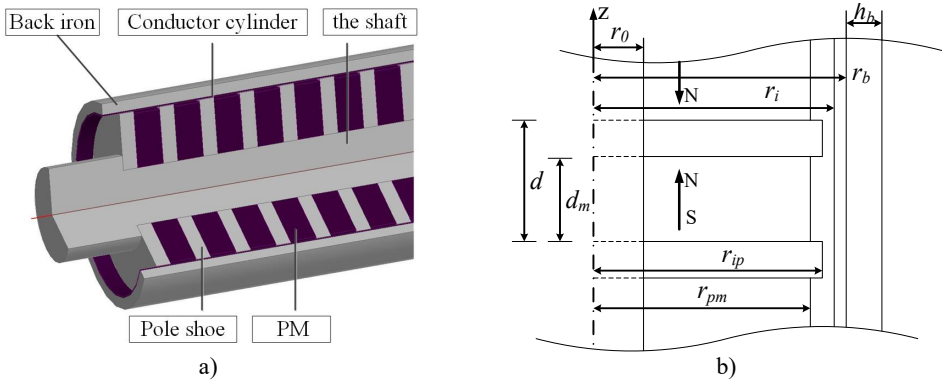 Back iron
Conductor cylinder
the shaft
Pole shoe
PM
a)
z
r0
hb
rb
N
ri
d
dm
N
S
rip
rpm
b)